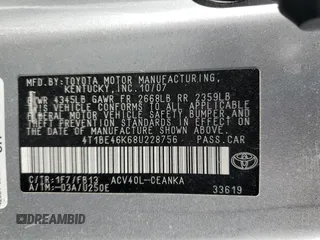 MFD.BY:TOYOTA MOTOR MANUFACTURING,
KENTUCKY,INC.10/07
GVWR 4345LB GAWR FR 2668LB RR 2359LB
THIS VEHICLE CONFORMS TO ALL APPLICABLE
FEDERAL MOTOR VEHICLE SAFETY,
BUMPER, AND THEFT PREVENTION
STANDARDS IN EFFECT ON THE DATE OF
MANUFACTURE SHOWN ABOVE.
4T1BE46K68U228756 PASS.CAR
C/TR:1F7/FB13 ACV40L-CEANKA
A/TM:-03A/U250E
33619